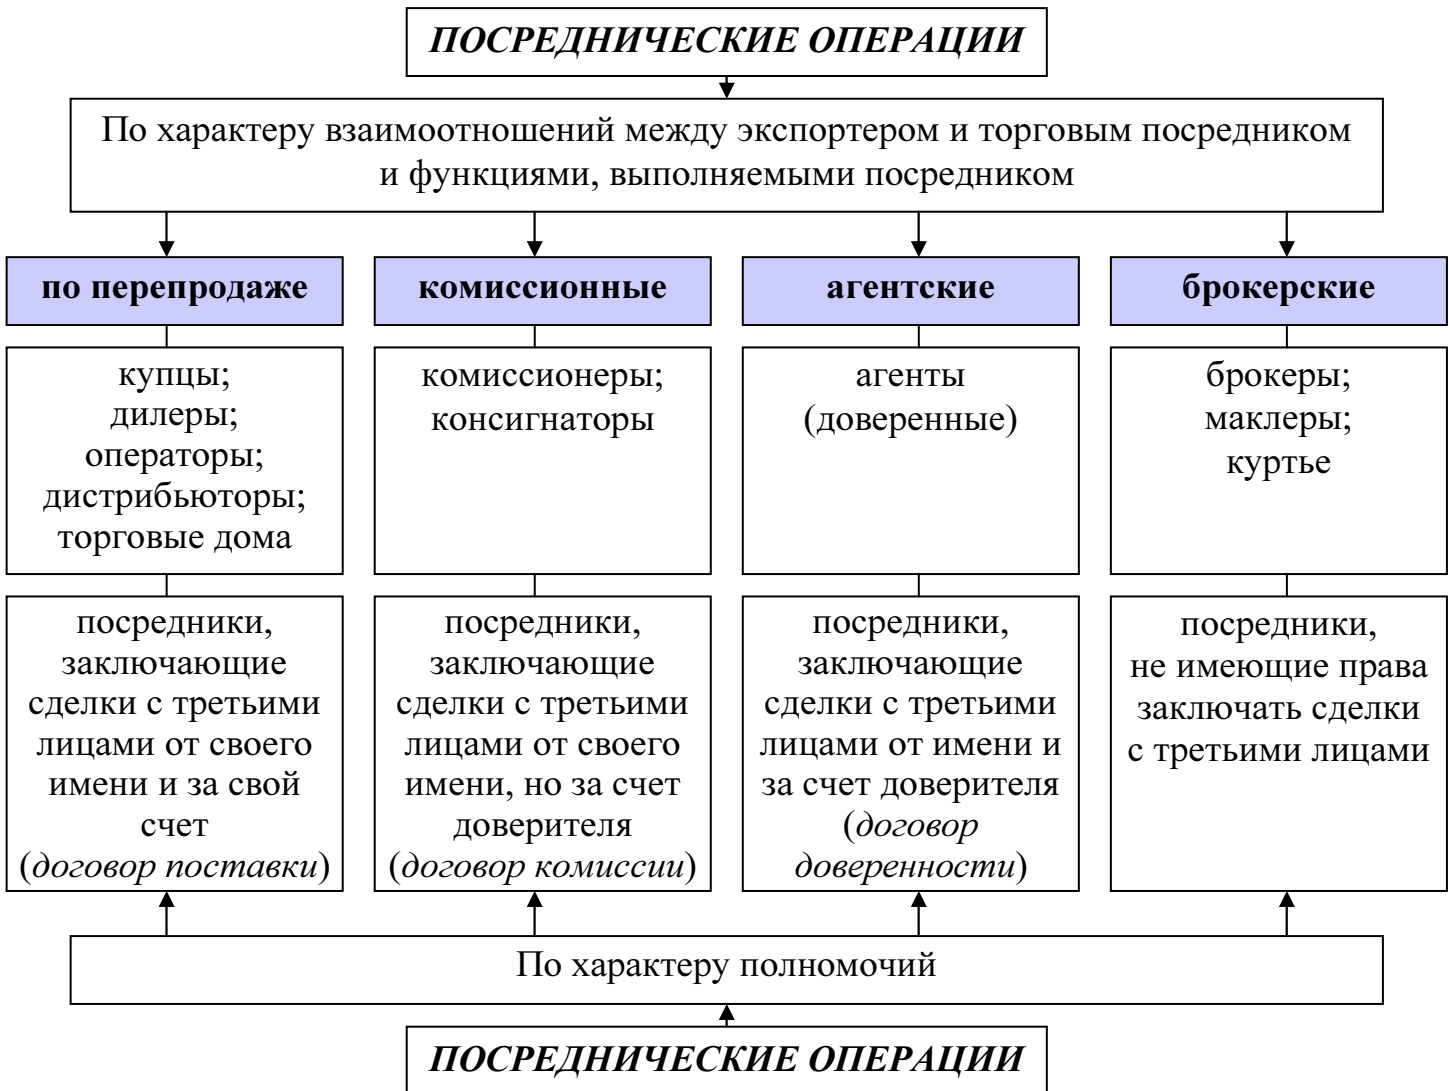 ПОСРЕДНИЧЕСКИЕ ОПЕРАЦИИ
По характеру взаимоотношений между экспортером и торговым посредником
и функциями, выполняемыми посредником
по перепродаже
комиссионные
агентские
брокерские
купцы;
дилеры;
операторы;
дистрибьюторы;
торговые дома
комиссионеры;
консигнаторы
агенты
(доверенные)
брокеры;
маклеры;
куртье
посредники,
заключающие
сделки с третьими
лицами от своего
имени и за свой
счет
(договор поставки)
посредники,
заключающие
сделки с третьими
лицами от своего
имени, но за счет
доверителя
(договор комиссии)
посредники,
заключающие
сделки с третьими
лицами от имени и
за счет доверителя
(договор
доверенности)
посредники,
не имеющие права
заключать сделки
с третьими лицами
По характеру полномочий
ПОСРЕДНИЧЕСКИЕ ОПЕРАЦИИ